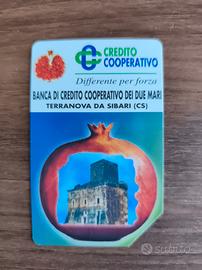 CREDITO
COOPERATIVO
Differente per forza
BANCA DI CREDITO COOPERATIVO DEI DUE MARI
TERRANOVA DA SIBARI (CS)
subito